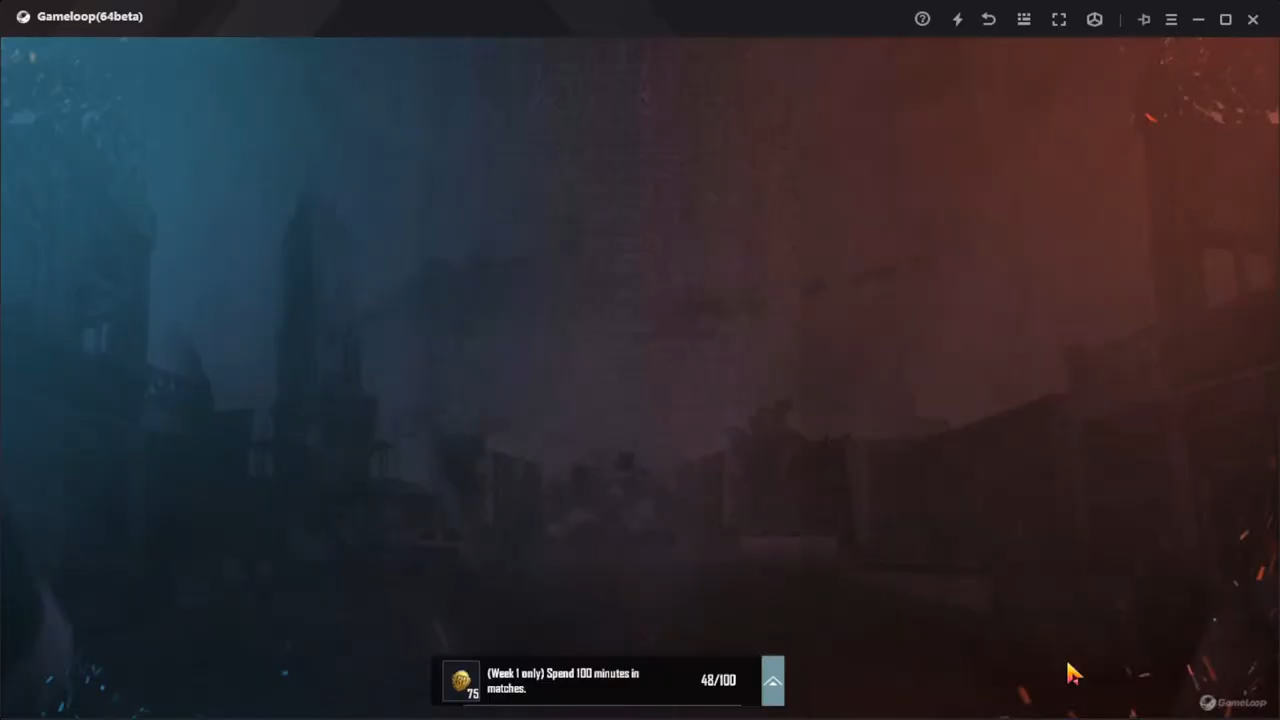 Gameloop(64beta)
(Week 1 only) Spend 100 minutes in
matches.
48/100
75
GameLoop